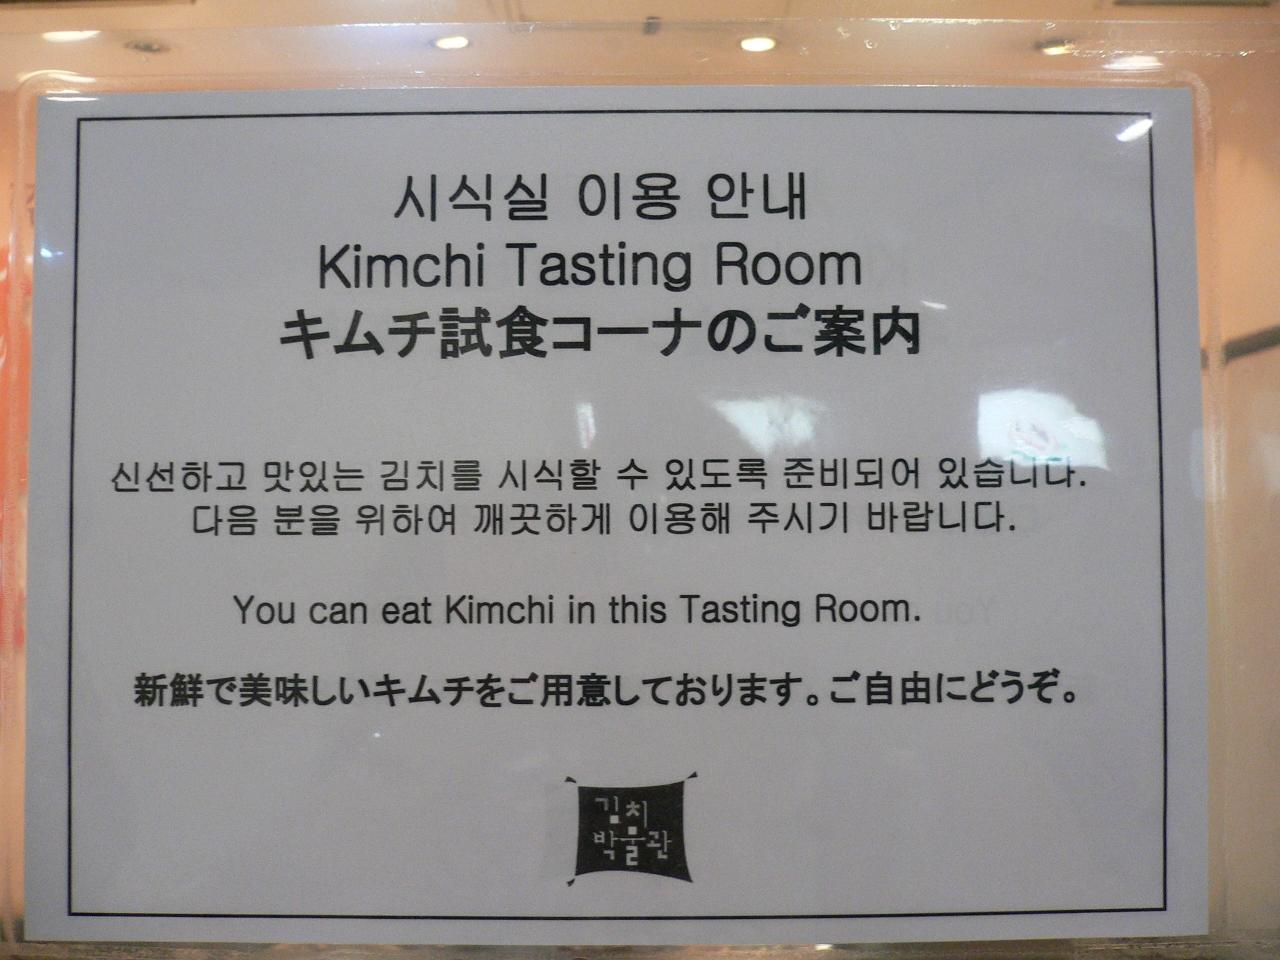 시식실 이용 안내
Kimchi Tasting Room
キムチ試食コーナのご案内
신선하고 맛있는 김치를 시식할 수 있도록 준비되어 있습니다.
다음 분을 위하여 깨끗하게 이용해 주시기 바랍니다.
You can eat Kimchi in this Tasting Room.
新鮮で美味しいキムチをご用意しております。ご自由にどうぞ。
김치
박물관